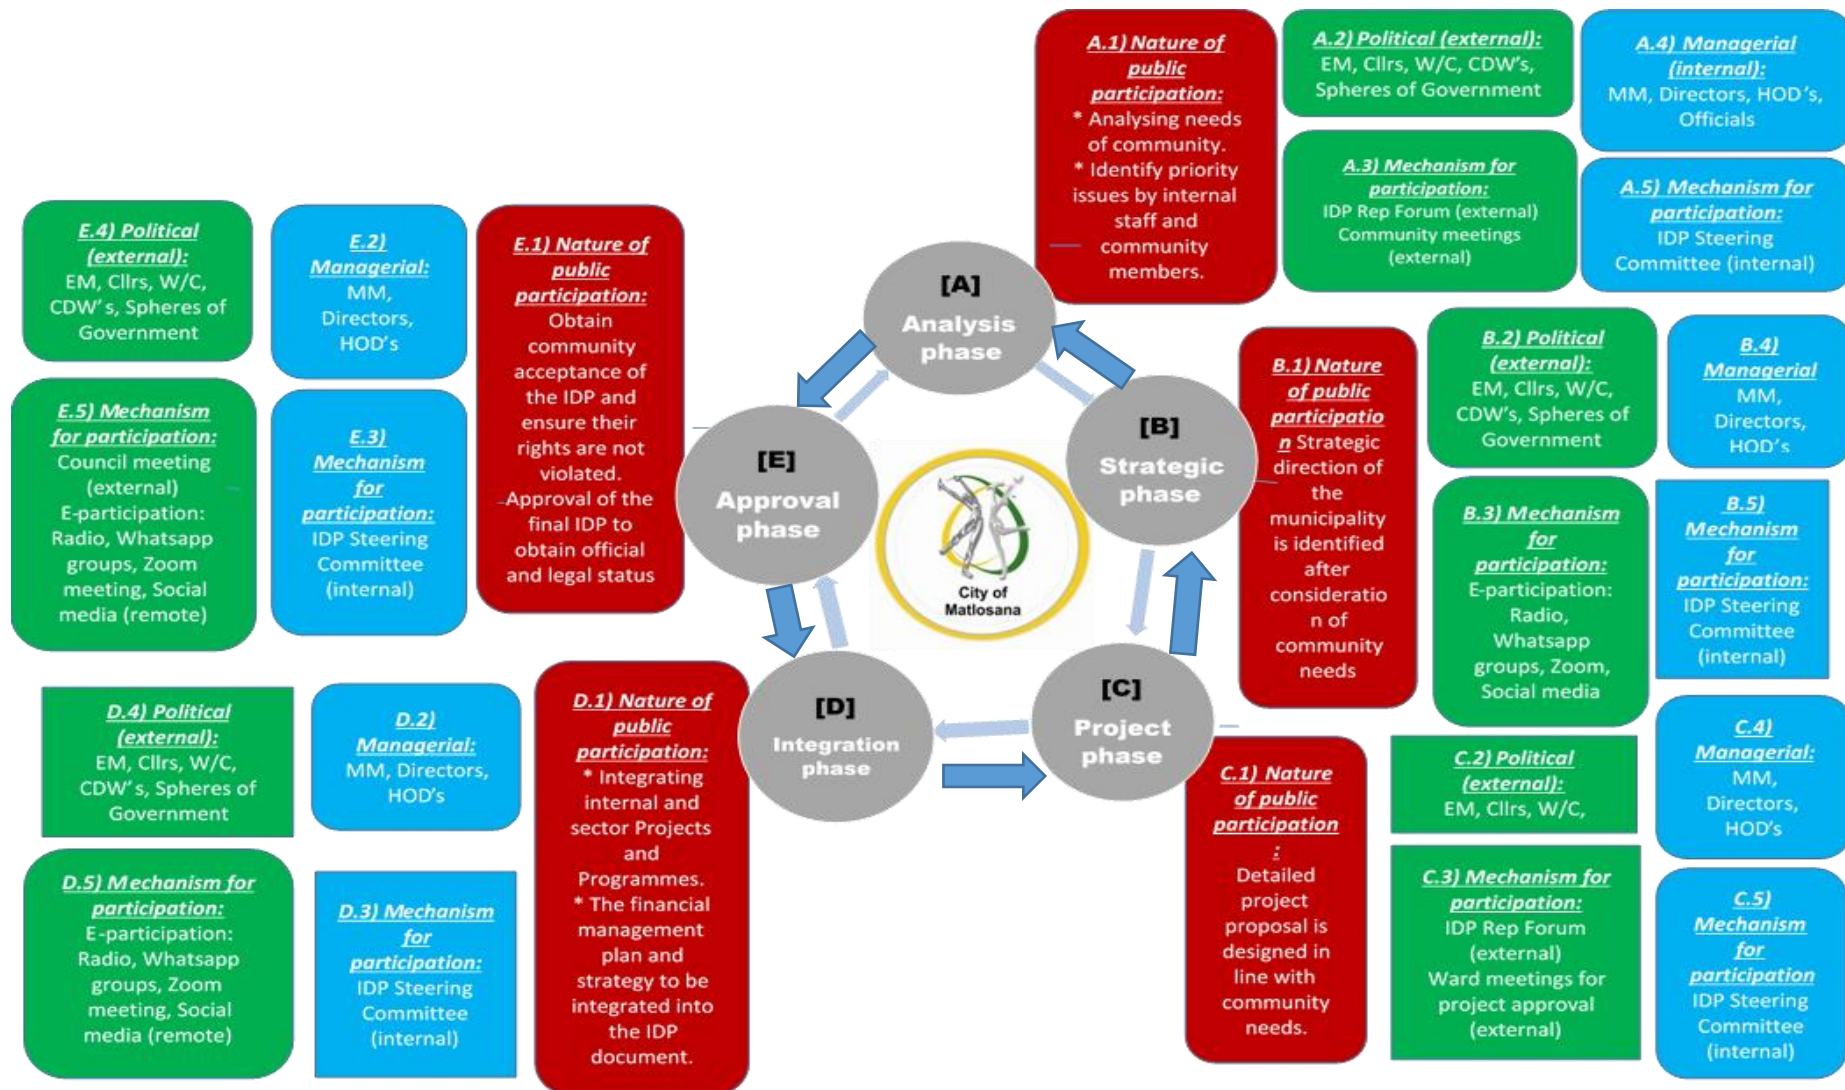 A.1) Nature of
public
participation:
* Analysing needs
of community.
* Identify priority
issues by internal
staff and
community
members.
A.2) Political (external):
EM, Cllrs, W/C, CDW's,
Spheres of Government
A.3) Mechanism for
participation:
IDP Rep Forum (external)
Community meetings
(external)
A.4) Managerial
(internal):
MM, Directors, HOD's,
Officials
A.5) Mechanism for
participation:
IDP Steering
Committee (internal)
[A]
Analysis
phase
B.1) Nature
of public
participatio
n Strategic
direction of
the
municipality
is identified
after
consideratio
n of
community
needs
B.2) Political
(external):
EM, Cllrs, W/C,
CDW's, Spheres of
Government
B.3) Mechanism
for
participation:
E-participation:
Radio,
Whatsapp
groups, Zoom,
Social media
B.4)
Managerial
MM,
Directors,
HOD's
B.5)
Mechanism
for
participation:
IDP Steering
Committee
(internal)
[B]
Strategic
phase
C.1) Nature
of public
participation
:
Detailed
project
proposal is
designed in
line with
community
needs.
C.2) Political
(external):
EM, Cllrs, W/C,
C.3) Mechanism for
participation:
IDP Rep Forum
(external)
Ward meetings for
project approval
(external)
C.4)
Managerial:
MM,
Directors,
HOD's
C.5)
Mechanism
for
participation
IDP Steering
Committee
(internal)
[C]
Project
phase
D.4) Political
(external):
EM, Cllrs, W/C,
CDW's, Spheres of
Government
D.5) Mechanism for
participation:
E-participation:
Radio, Whatsapp
groups, Zoom
meeting, Social
media (remote)
D.2)
Managerial:
MM, Directors,
HOD's
D.3) Mechanism
for
participation:
IDP Steering
Committee
(internal)
D.1) Nature of
public
participation:
* Integrating
internal and
sector Projects
and
Programmes.
* The financial
management
plan and
strategy to be
integrated into
the IDP
document.
[D]
Integration
phase
E.4) Political
(external):
EM, Cllrs, W/C,
CDW's, Spheres of
Government
E.5) Mechanism
for participation:
Council meeting
(external)
E-participation:
Radio, Whatsapp
groups, Zoom
meeting, Social
media (remote)
E.2)
Managerial:
MM,
Directors,
HOD's
E.3)
Mechanism
for
participation:
IDP Steering
Committee
(internal)
E.1) Nature of
public
participation:
Obtain
community
acceptance of
the IDP and
ensure their
rights are not
violated.
Approval of the
final IDP to
obtain official
and legal status
[E]
Approval
phase
City of
Matlosana